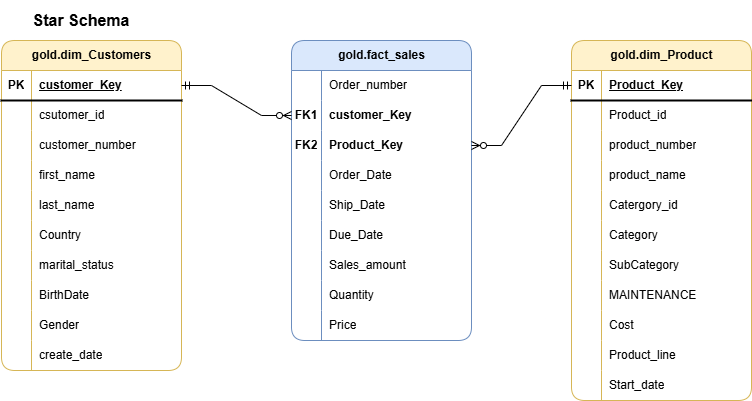 Star Schema
gold.dim_Customers
PK customer_Key
csutomer_id
customer_number
first_name
last_name
Country
marital_status
BirthDate
Gender
create_date
gold.fact_sales
Order_number
FK1 customer_Key
FK2 Product_Key
Order_Date
Ship_Date
Due_Date
Sales_amount
Quantity
Price
gold.dim_Product
PK Product_Key
Product_id
product_number
product_name
Catergory_id
Category
SubCategory
MAINTENANCE
Cost
Product_line
Start_date